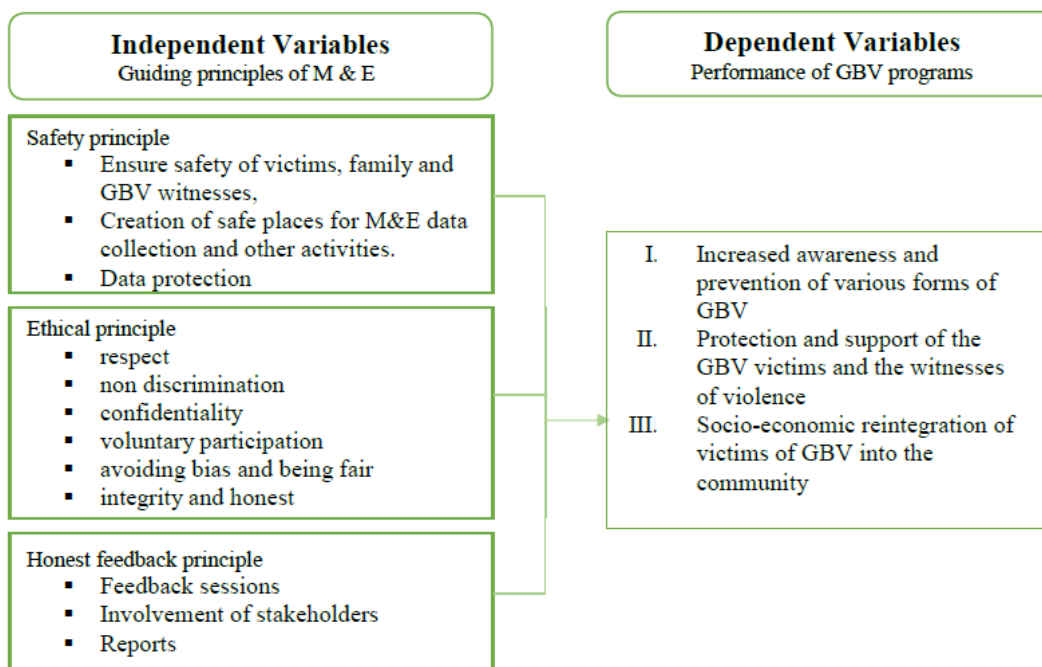 Independent Variables
Guiding principles of M & E
Safety principle
▪ Ensure safety of victims, family and
GBV witnesses,
▪ Creation of safe places for M&E data
collection and other activities.
▪ Data protection
Ethical principle
▪ respect
▪ non discrimination
▪ confidentiality
▪ voluntary participation
▪ avoiding bias and being fair
▪ integrity and honest
Honest feedback principle
▪ Feedback sessions
▪ Involvement of stakeholders
▪ Reports
Dependent Variables
Performance of GBV programs
I. Increased awareness and
prevention of various forms of
GBV
II. Protection and support of the
GBV victims and the witnesses
of violence
III. Socio-economic reintegration of
victims of GBV into the
community